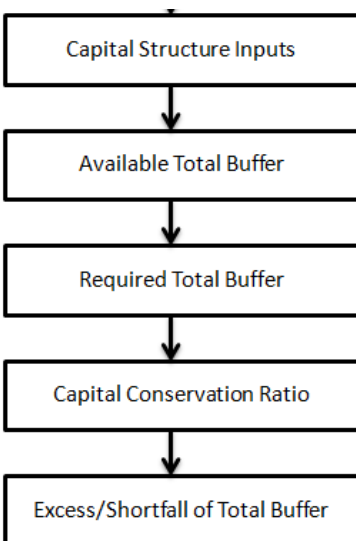 Capital Structure Inputs
Available Total Buffer
Required Total Buffer
Capital Conservation Ratio
Excess/Shortfall of Total Buffer